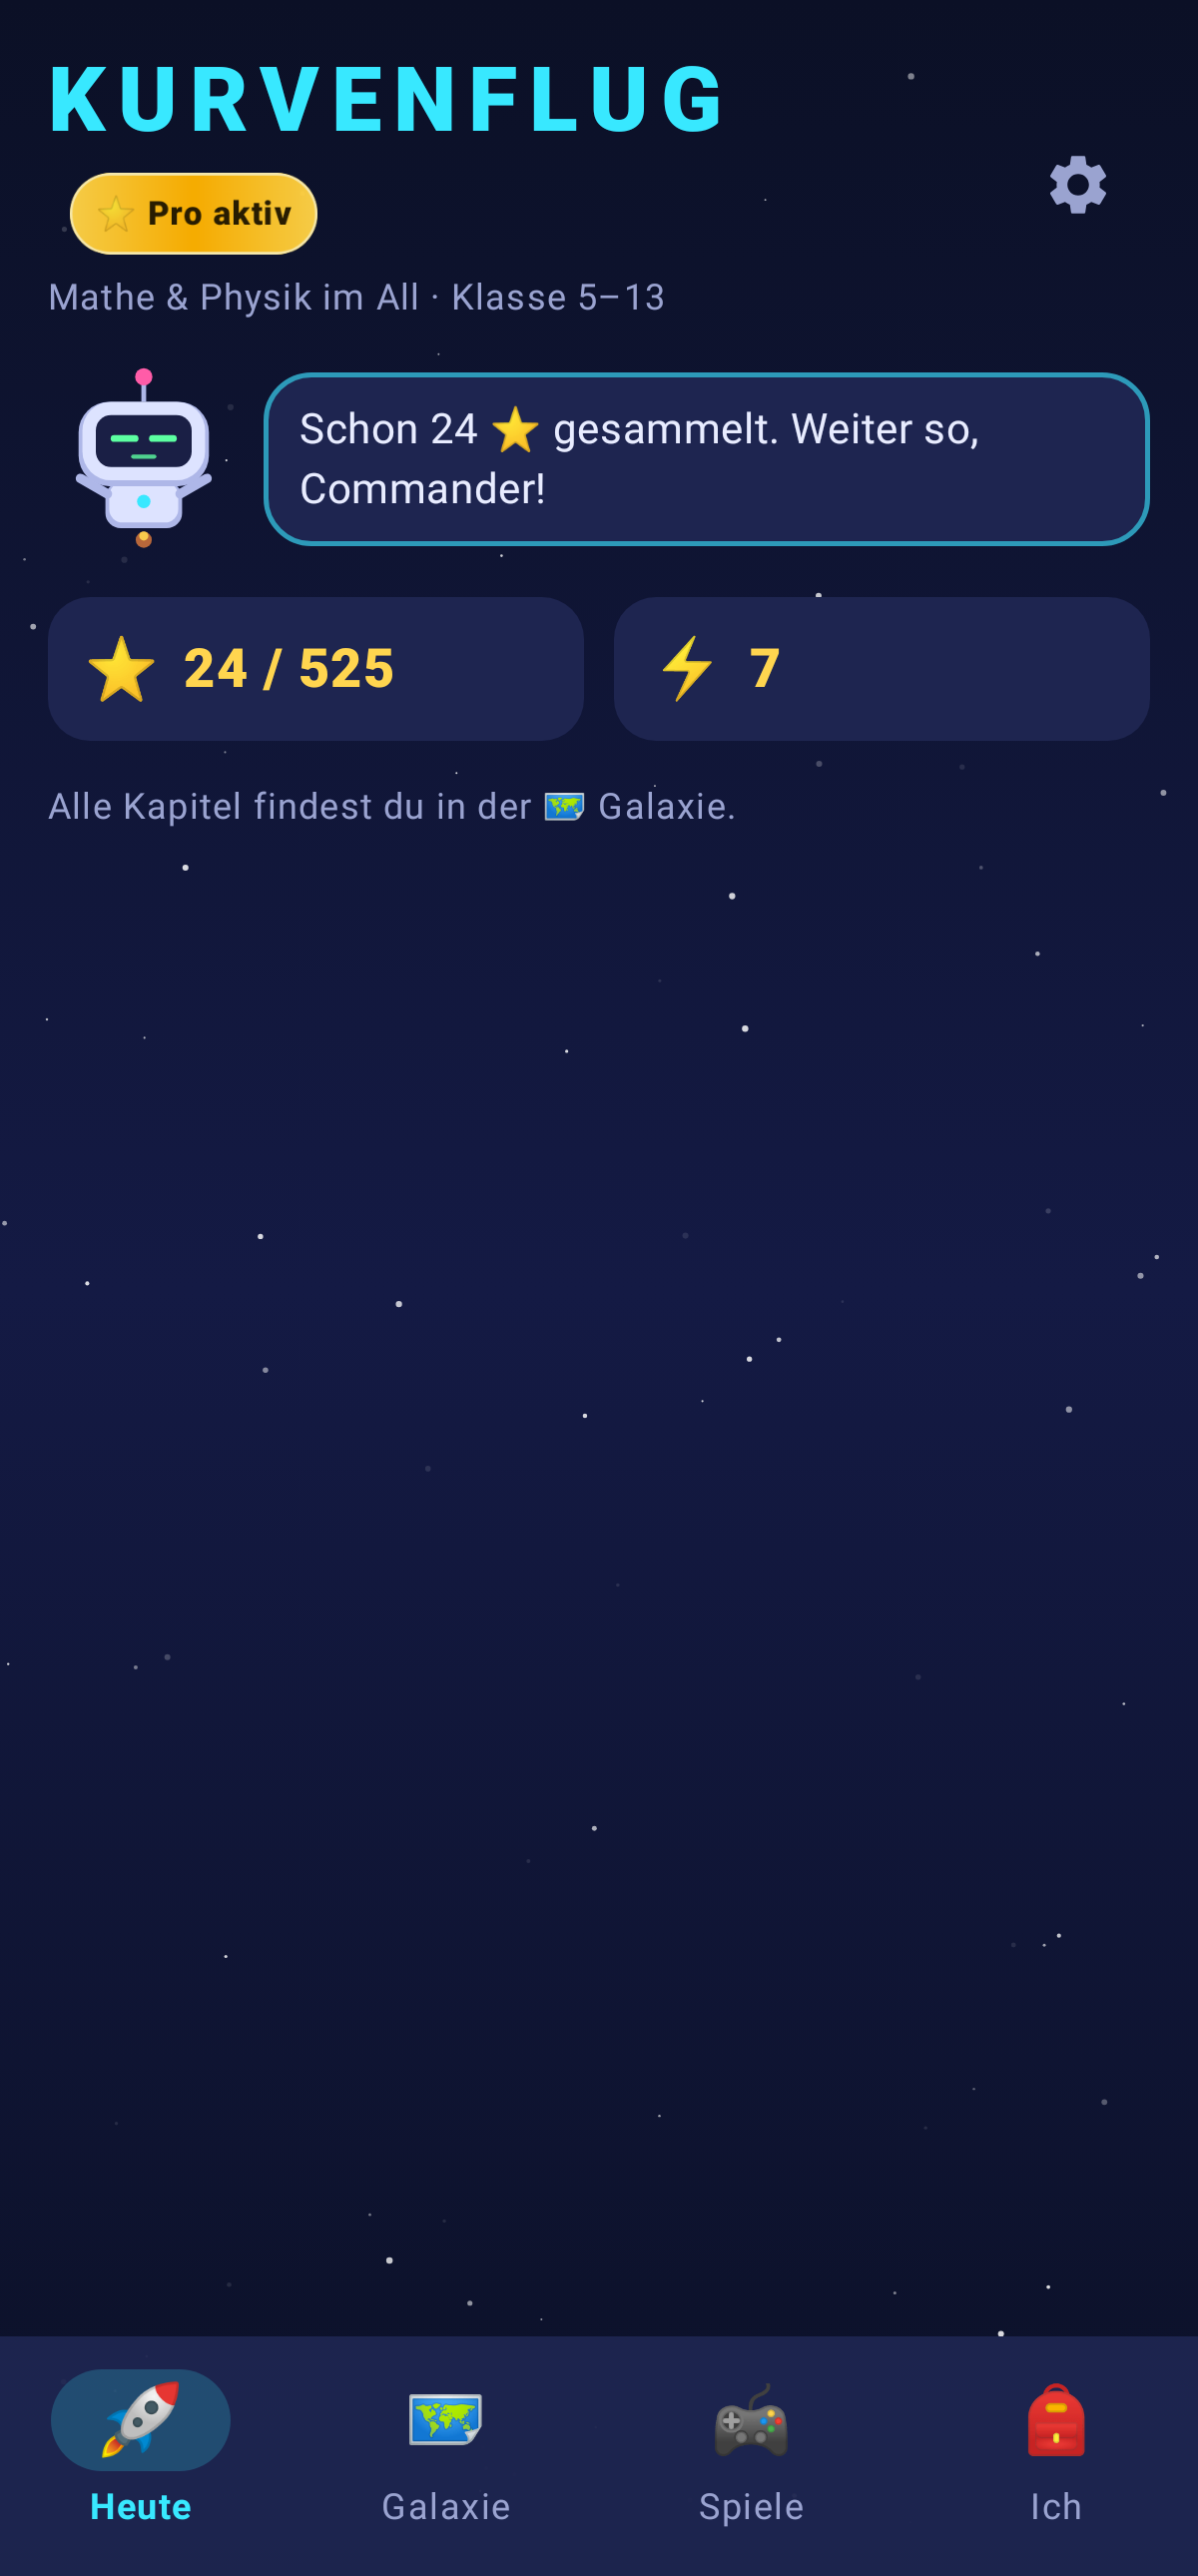 KURVENFLUG
⭐ Pro aktiv
Mathe & Physik im All · Klasse 5–13
Schon 24 ⭐ gesammelt. Weiter so,
Commander!
⭐ 24 / 525
⚡ 7
Alle Kapitel findest du in der 🗺️ Galaxie.
Heute
Galaxie
Spiele
Ich